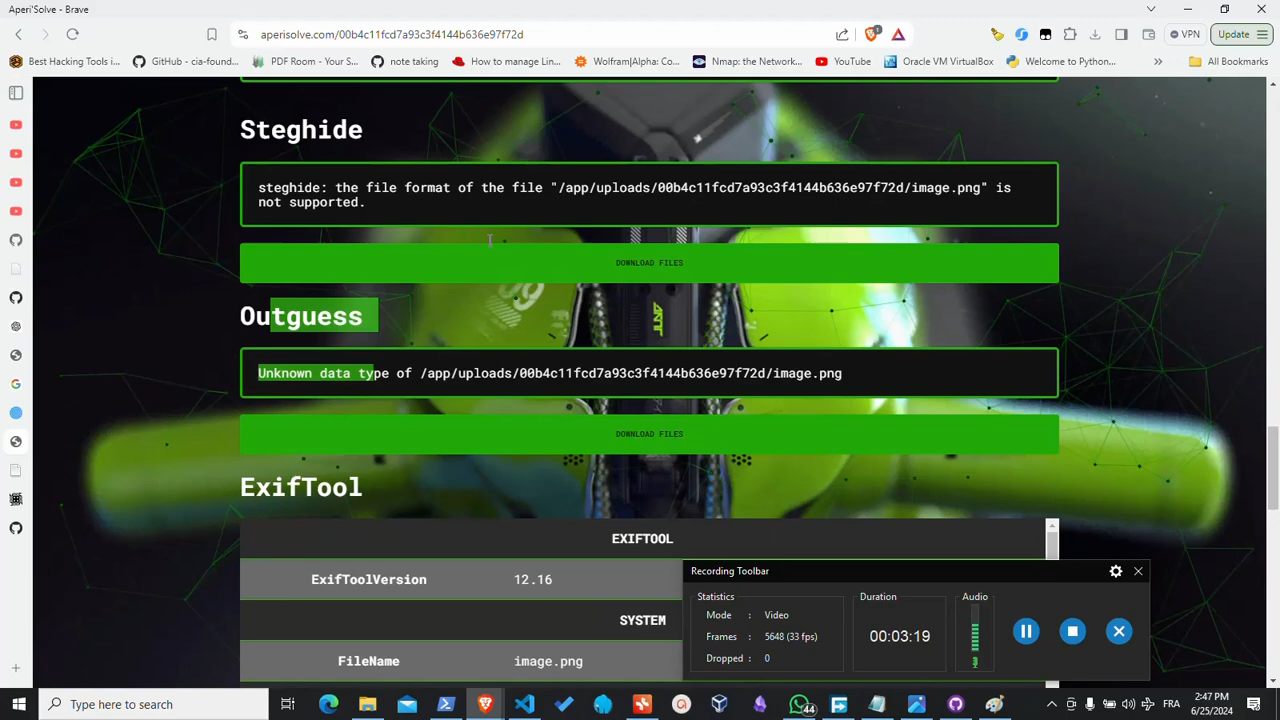 Aperi'Solve - Brave
aperisolve.com/00b4c11fcd7a93c3f4144b636e97f72d
VPN
Update
Best Hacking Tools i...
GitHub - cia-found...
PDF Room - Your S...
note taking
How to manage Lin...
Wolfram|Alpha: Co...
Nmap: the Network...
YouTube
Oracle VM VirtualBox
Welcome to Python....
»
All Bookmarks
Steghide
steghide: the file format of the file "/app/uploads/00b4c11fcd7a93c3f4144b636e97f72d/image.png" is
not supported.
DOWNLOAD FILES
Outguess
Unknown data type of /app/uploads/00b4c11fcd7a93c3f4144b636e97f72d/image.png
DOWNLOAD FILES
ExifTool
EXIFTOOL
ExifToolVersion 12.16
SYSTEM
FileName image.png
Recording Toolbar
Statistics
Mode : Video
Frames : 5648 (33 fps)
Dropped : 0
Duration
00:03:19
Audio
Type here to search
44
FRA
2:47 PM
6/25/2024